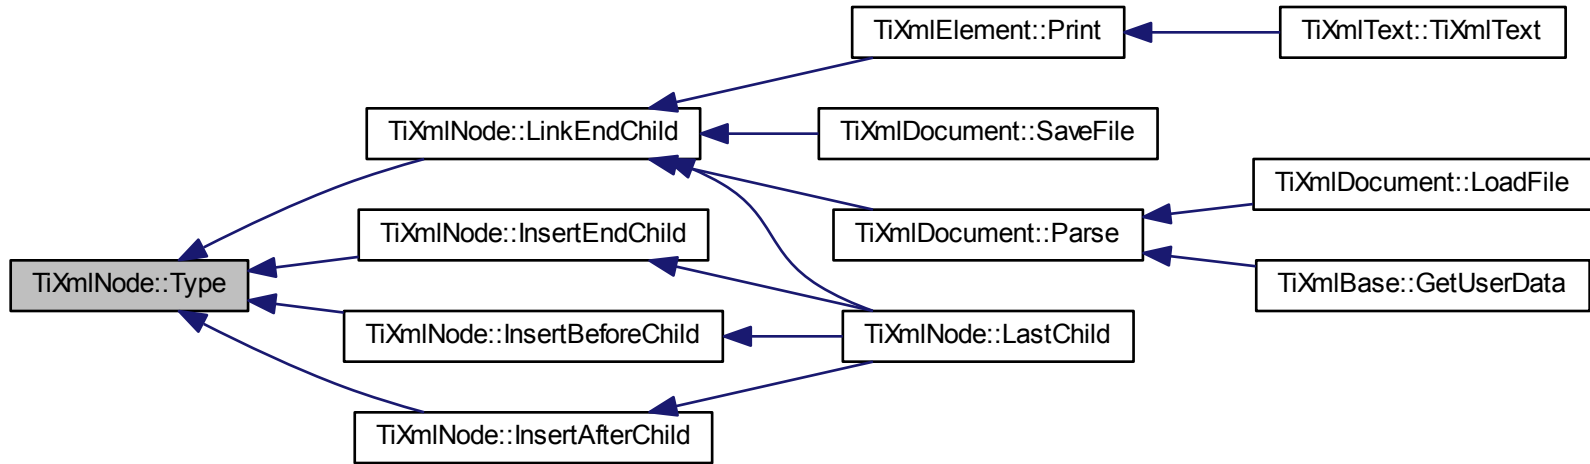 TiXmlElement::Print
TiXmlText::TiXmlText
TiXmlNode::LinkEndChild
TiXmlDocument::SaveFile
TiXmlDocument::LoadFile
TiXmlNode::InsertEndChild
TiXmlDocument::Parse
TiXmlNode::Type
TiXmlBase::GetUserData
TiXmlNode::InsertBeforeChild
TiXmlNode::LastChild
TiXmlNode::InsertAfterChild